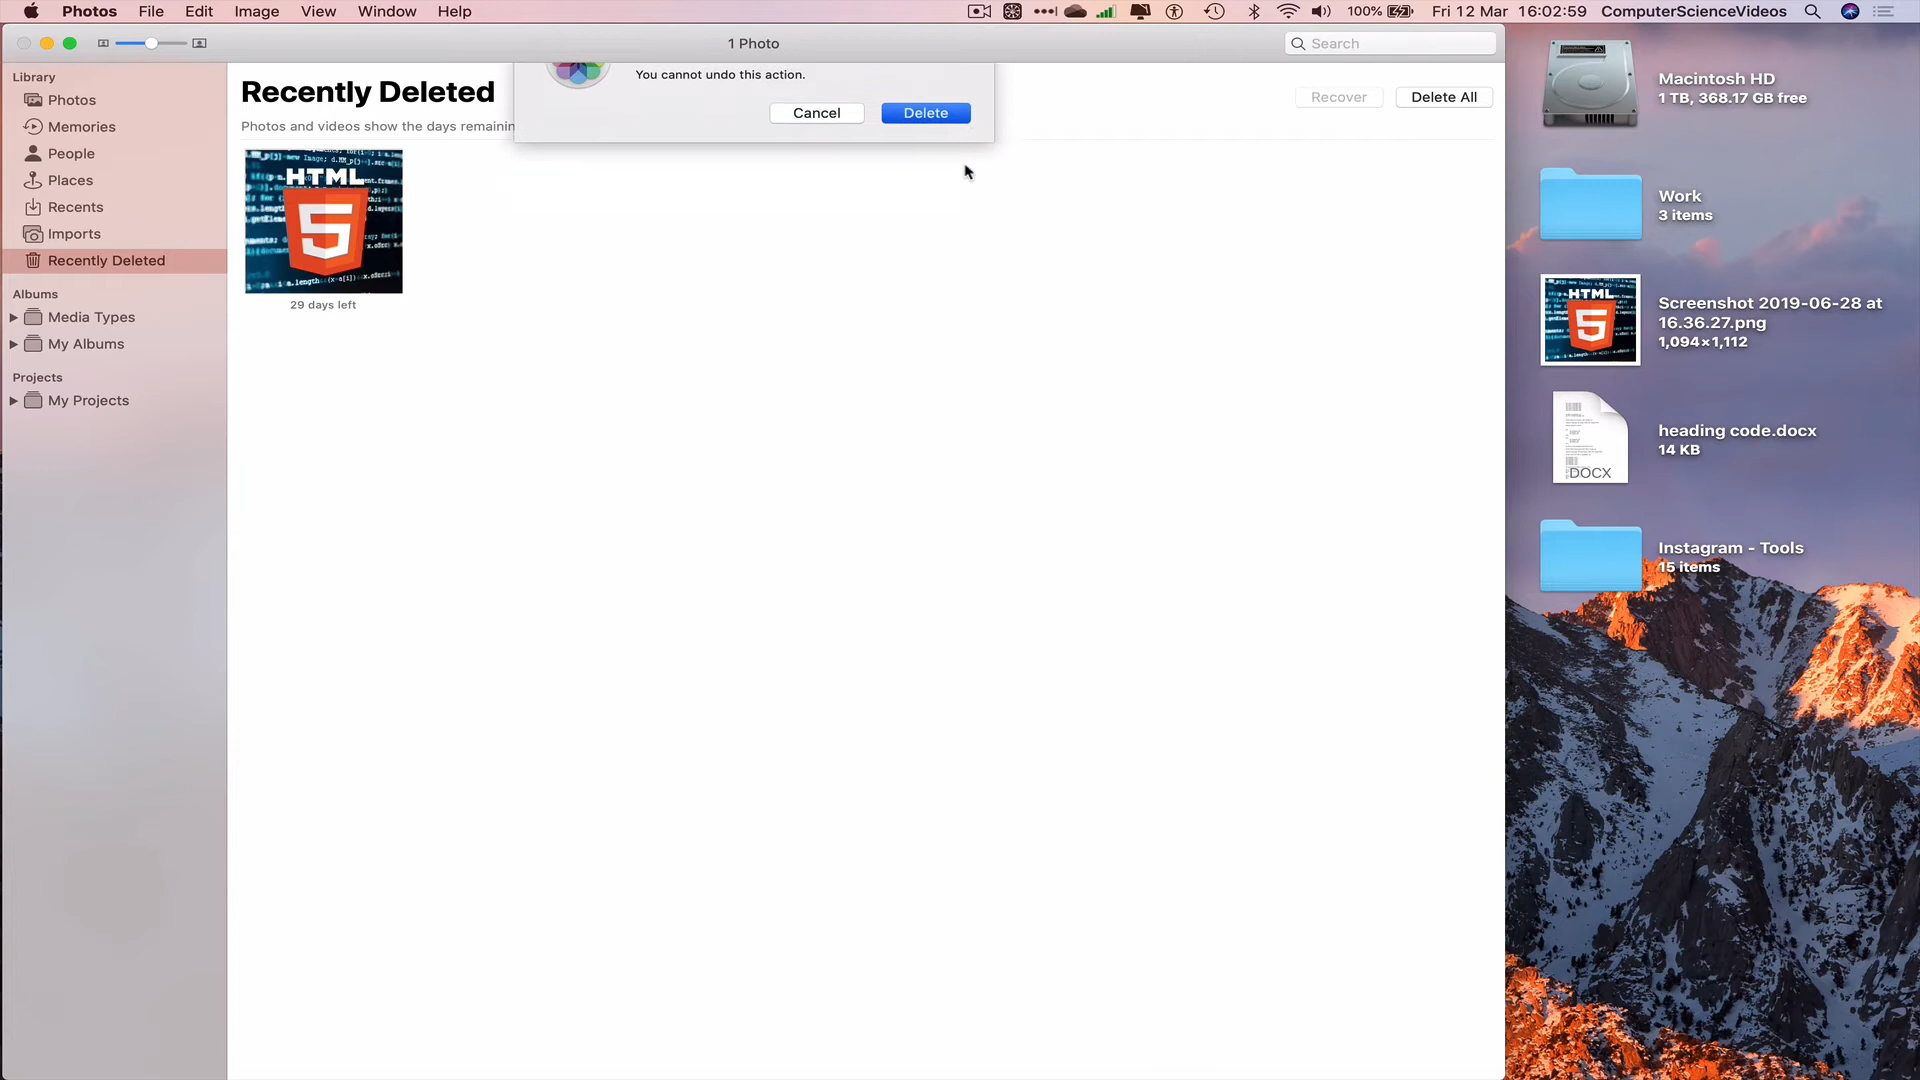 Photos File Edit Image View Window Help 100% Fri 12 Mar 16:02:59 ComputerScienceVideos
1 Photo
Search
Library
Photos
Memories
People
Places
Recents
Imports
Recently Deleted
Albums
Media Types
My Albums
Projects
My Projects
Recently Deleted
Photos and videos show the days remainin
You cannot undo this action.
Cancel Delete
Recover Delete All
HTML
5
29 days left
Macintosh HD
1 TB, 368.17 GB free
Work
3 items
HTML
5
Screenshot 2019-06-28 at
16.36.27.png
1,094×1,112
DOCX
heading code.docx
14 KB
Instagram - Tools
15 items